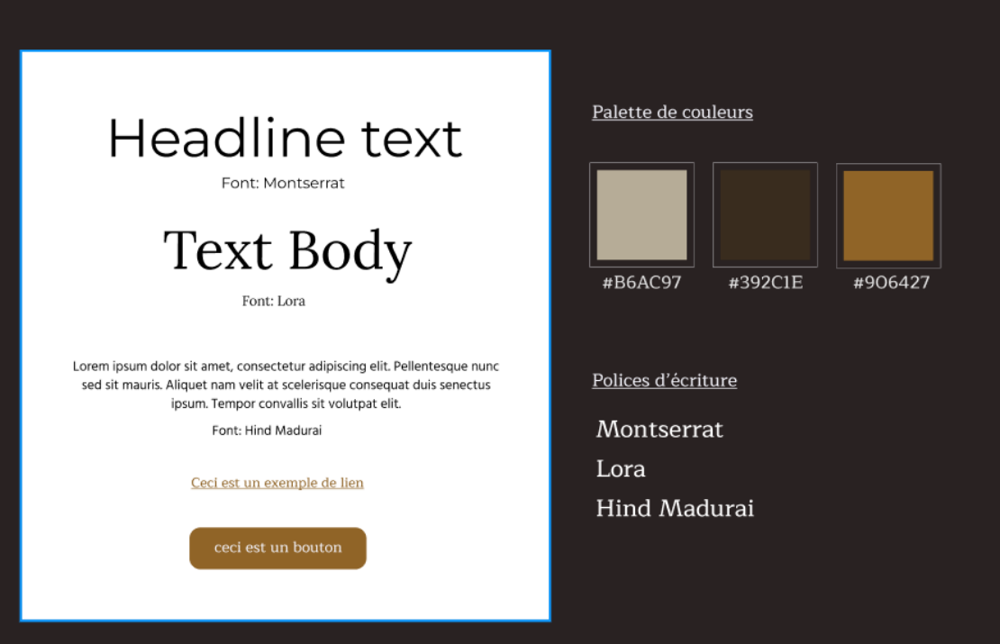 Headline text
Font: Montserrat
Text Body
Font: Lora
Lorem ipsum dolor sit amet, consectetur adipiscing elit. Pellentesque nunc
sed sit mauris. Aliquet nam velit at scelerisque consequat duis senectus
ipsum. Tempor convallis sit volutpat elit.
Font: Hind Madurai
Ceci est un exemple de lien
ceci est un bouton
Palette de couleurs
#B6AC97
#392C1E
#906427
Polices d’écriture
Montserrat
Lora
Hind Madurai